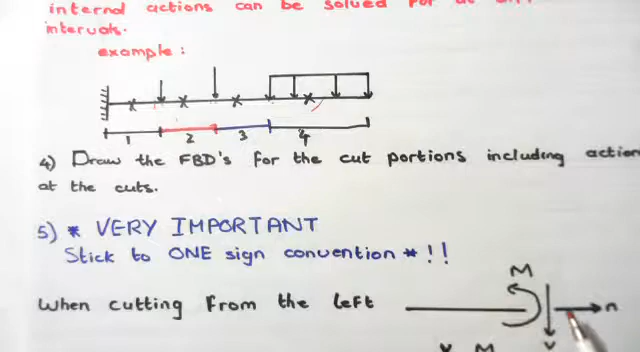 internal actions can be solved for at
intervals.
example :
1 2 3 4
4) Draw the FBD's for the cut portions including action
at the cuts.
5) * VERY IMPORTANT
Stick to ONE sign convention * !!
M
When cutting from the left
n
V
V M